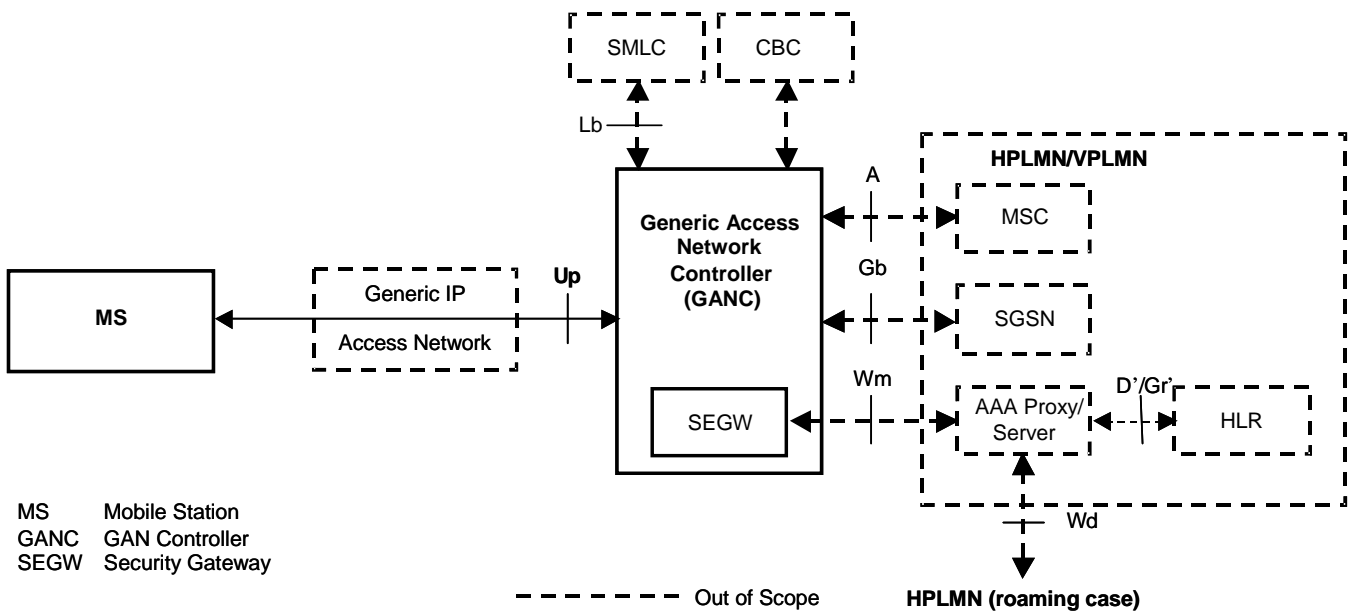 SMLC
CBC
Lb
HPLMN/VPLMN
A
MSC
Generic Access
Network
Controller
(GANC)
Gb
Up
Generic IP
Access Network
MS
SGSN
Wm
D'/Gr'
SEGW
AAA Proxy/
Server
HLR
MS Mobile Station
GANC GAN Controller
SEGW Security Gateway
Wd
Out of Scope
HPLMN (roaming case)